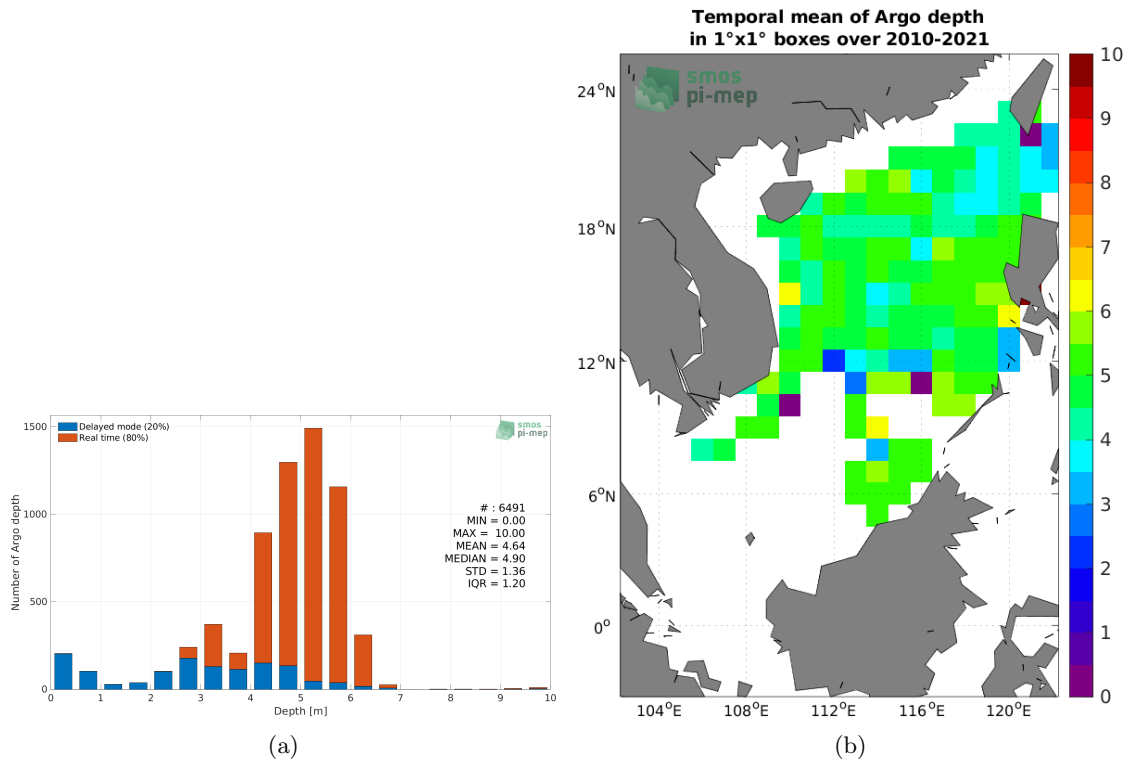 Delayed mode (20%)
Real time (80%)
smos
pi-mep
# : 6491
MIN = 0.00
MAX = 10.00
MEAN = 4.64
MEDIAN = 4.90
STD = 1.36
IQR = 1.20
Number of Argo depth
1500
1000
500
0
0 1 2 3 4 5 6 7 8 9 10
Depth [m]
(a)
Temporal mean of Argo depth
in 1°x1° boxes over 2010-2021
smos
pi-mep
24°N
18°N
12°N
6°N
0°
104°E 108°E 112°E 116°E 120°E
10
9
8
7
6
5
4
3
2
1
0
(b)